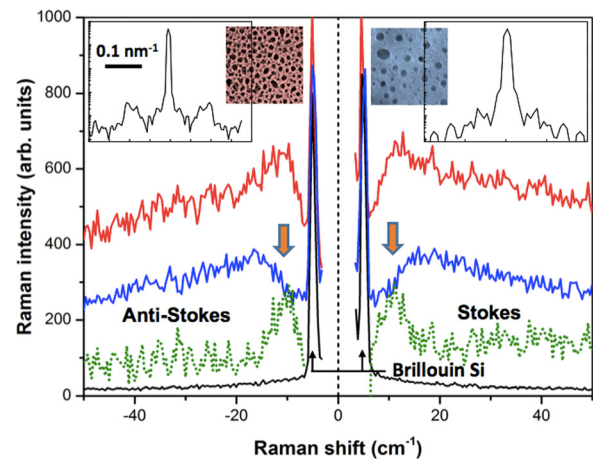 1000
800
600
400
200
100
0
Raman intensity (arb. units)
0.1 nm⁻¹
Anti-Stokes
Stokes
Brillouin Si
-40
-20
0
20
40
Raman shift (cm⁻¹)